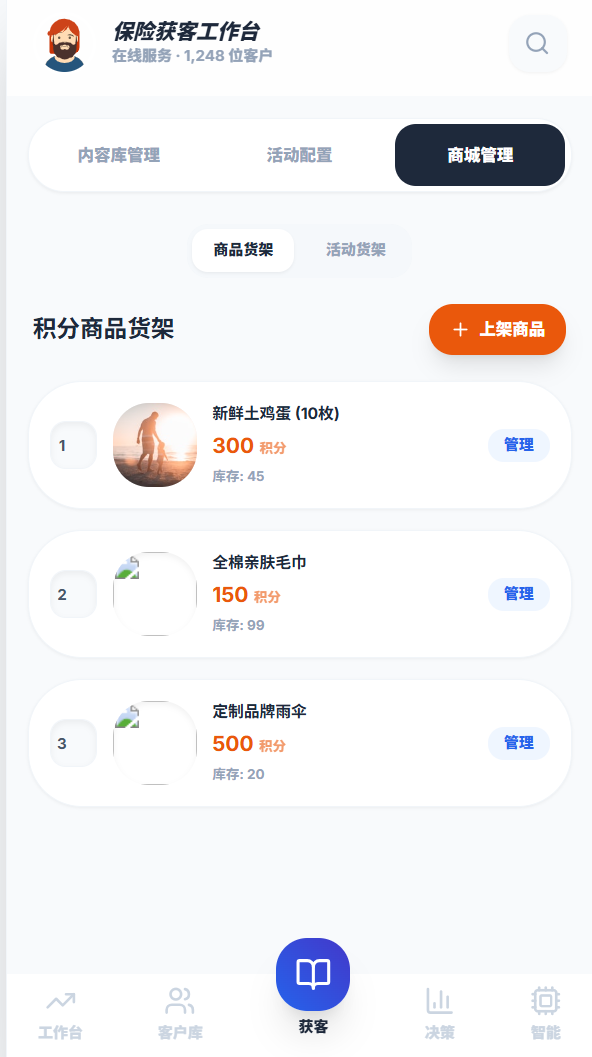 保险获客工作台
在线服务 · 1,248 位客户
内容库管理 活动配置 商城管理
商品货架 活动货架
积分商品货架
+ 上架商品
1
新鲜土鸡蛋 (10枚)
300 积分
库存: 45
管理
2
全棉亲肤毛巾
150 积分
库存: 99
管理
3
定制品牌雨伞
500 积分
库存: 20
管理
工作台 客户库 获客 决策 智能